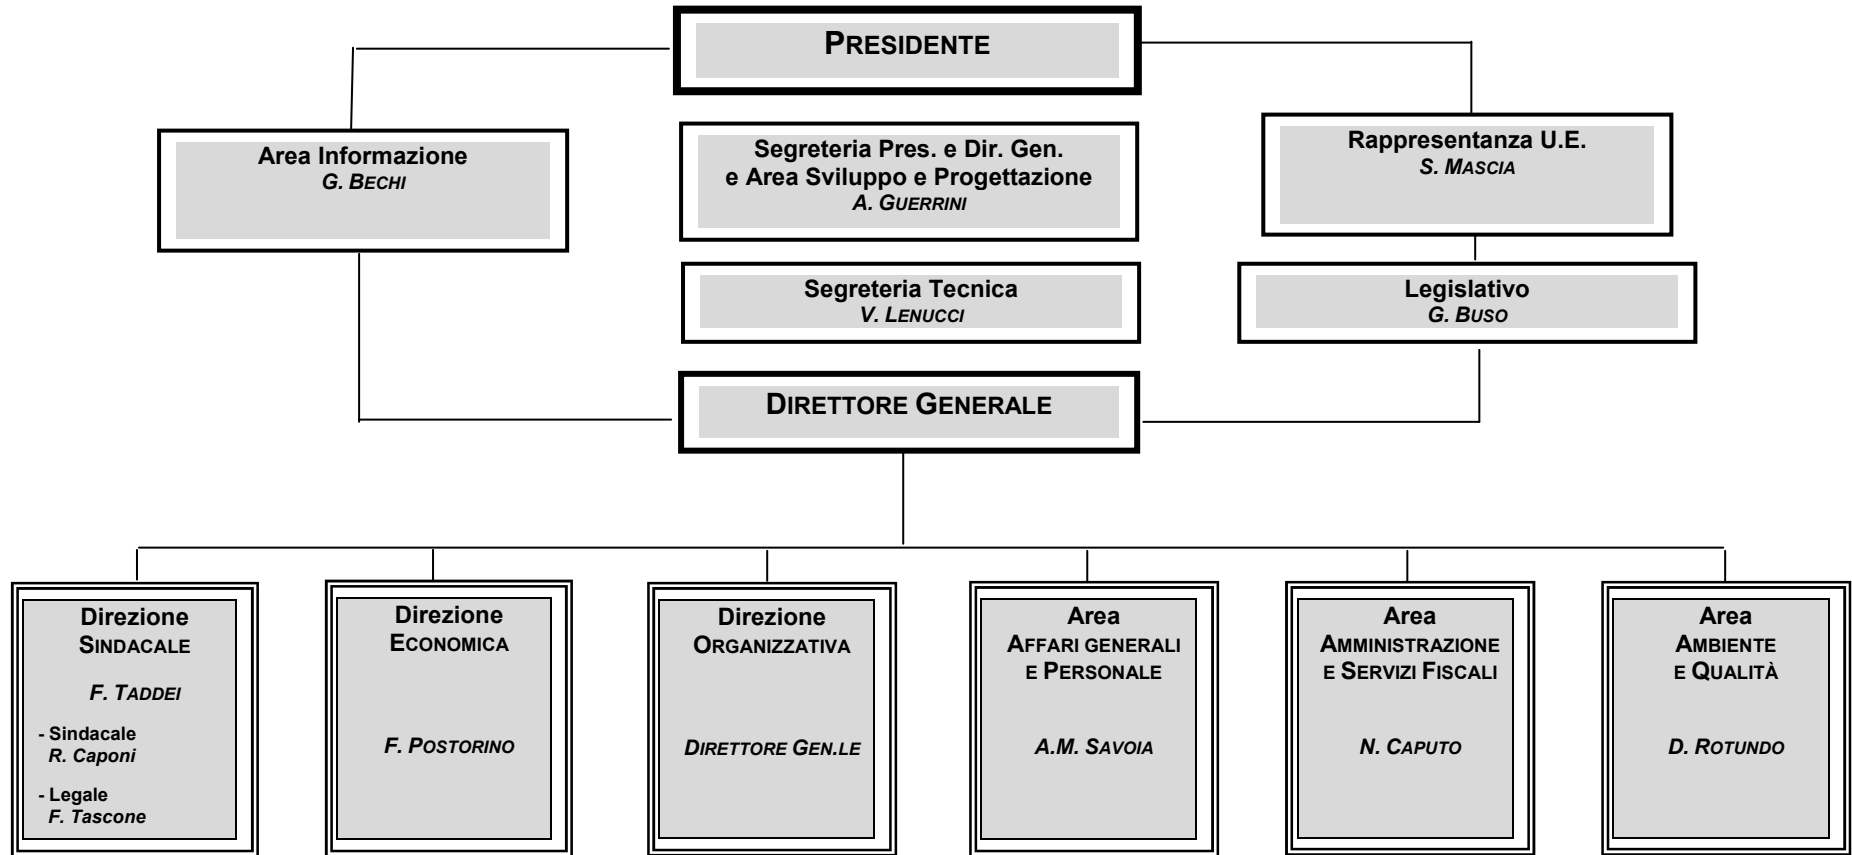 PRESIDENTE
Area Informazione
G. BECHI
Segreteria Pres. e Dir. Gen.
e Area Sviluppo e Progettazione
A. GUERRINI
Rappresentanza U.E.
S. MASCIA
Segreteria Tecnica
V. LENUCCI
Legislativo
G. BUSO
DIRETTORE GENERALE
Direzione
SINDACALE
F. TADDEI
- Sindacale
R. Caponi
- Legale
F. Tascone
Direzione
ECONOMICA
F. POSTORINO
Direzione
ORGANIZZATIVA
DIRETTORE GEN.LE
Area
AFFARI GENERALI
E PERSONALE
A.M. SAVOIA
Area
AMMINISTRAZIONE
E SERVIZI FISCALI
N. CAPUTO
Area
AMBIENTE
E QUALITÀ
D. ROTUNDO